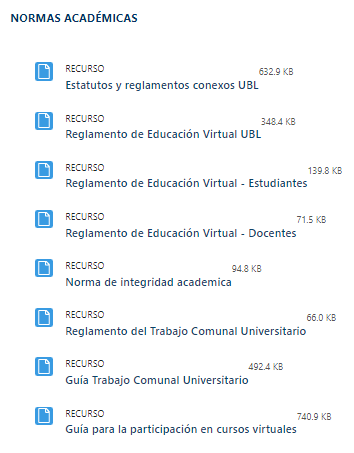 NORMAS ACADÉMICAS
RECURSO 632.9 KB
Estatutos y reglamentos conexos UBL
RECURSO 348.4 KB
Reglamento de Educación Virtual UBL
RECURSO 139.8 KB
Reglamento de Educación Virtual - Estudiantes
RECURSO 71.5 KB
Reglamento de Educación Virtual - Docentes
RECURSO 94.8 KB
Norma de integridad academica
RECURSO 66.0 KB
Reglamento del Trabajo Comunal Universitario
RECURSO 492.4 KB
Guía Trabajo Comunal Universitario
RECURSO 740.9 KB
Guía para la participación en cursos virtuales